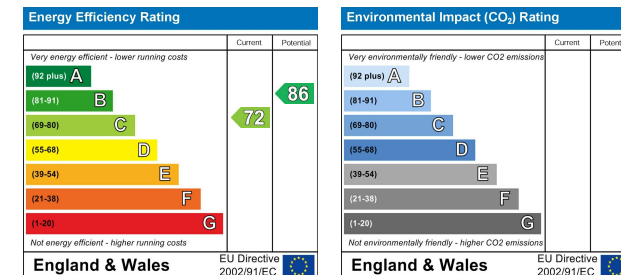 Energy Efficiency Rating
Current Potential
Very energy efficient - lower running costs
(92 plus) A
(81-91) B
86
(69-80) C
72
(55-68) D
(39-54) E
(21-38) F
(1-20) G
Not energy efficient - higher running costs
England & Wales
EU Directive
2002/91/EC
Environmental Impact (CO2) Rating
Current Potent
Very environmentally friendly - lower CO2 emissions
(92 plus) A
(81-91) B
(69-80) C
(55-68) D
(39-54) E
(21-38) F
(1-20) G
Not environmentally friendly - higher CO2 emissions
England & Wales
EU Directive
2002/91/EC